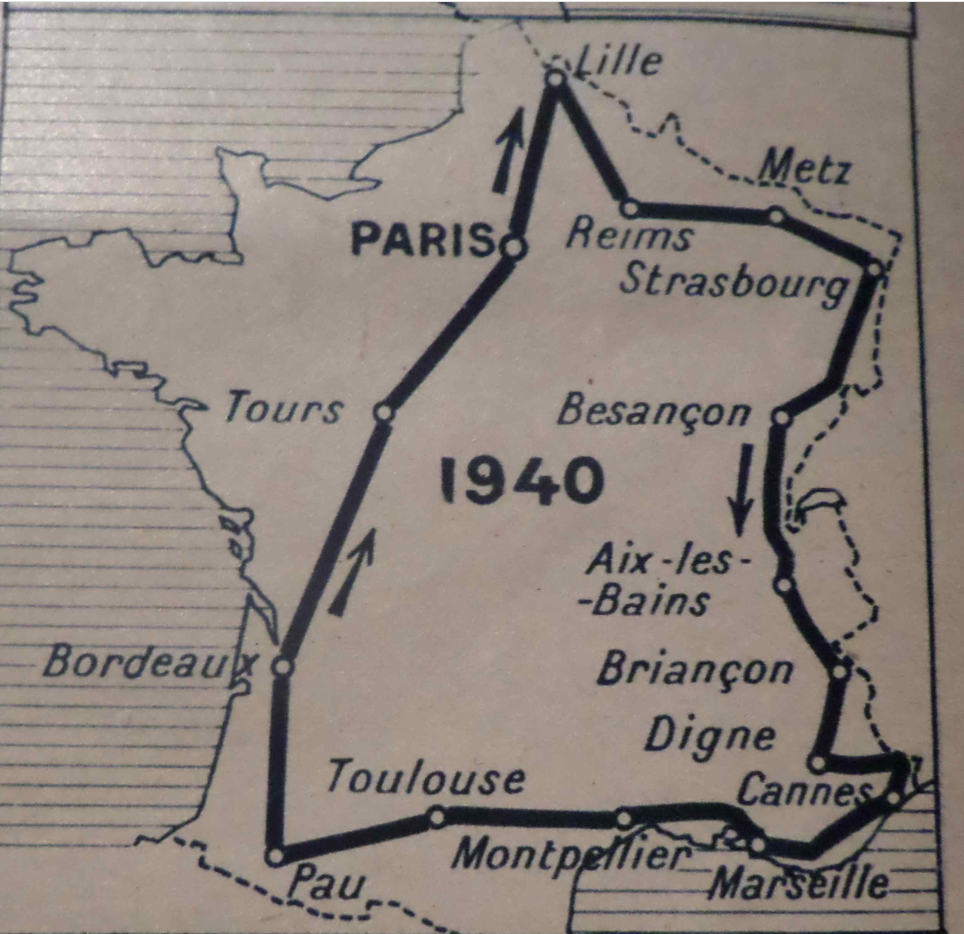 Lille
Metz
PARIS
Reims
Strasbourg
Tours
Besançon
1940
Aix-les-
-Bains
Bordeaux
Briançon
Digne
Toulouse
Cannes
Montpellier
Pau
Marseille